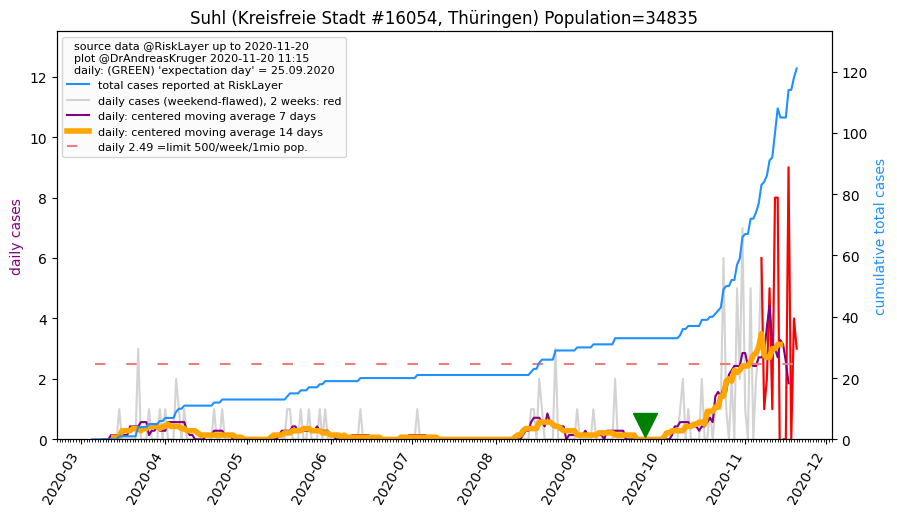 Suhl (Kreisfreie Stadt #16054, Thüringen) Population=34835
source data @RiskLayer up to 2020-11-20
plot @DrAndreasKruger 2020-11-20 11:15
daily: (GREEN) 'expectation day' = 25.09.2020
total cases reported at RiskLayer
daily cases (weekend-flawed), 2 weeks: red
daily: centered moving average 7 days
daily: centered moving average 14 days
daily 2.49 =limit 500/week/1mio pop.
daily cases
12
10
8
6
4
2
0
120
100
80
60
40
20
0
cumulative total cases
2020-03
2020-04
2020-05
2020-06
2020-07
2020-08
2020-09
2020-10
2020-11
2020-12